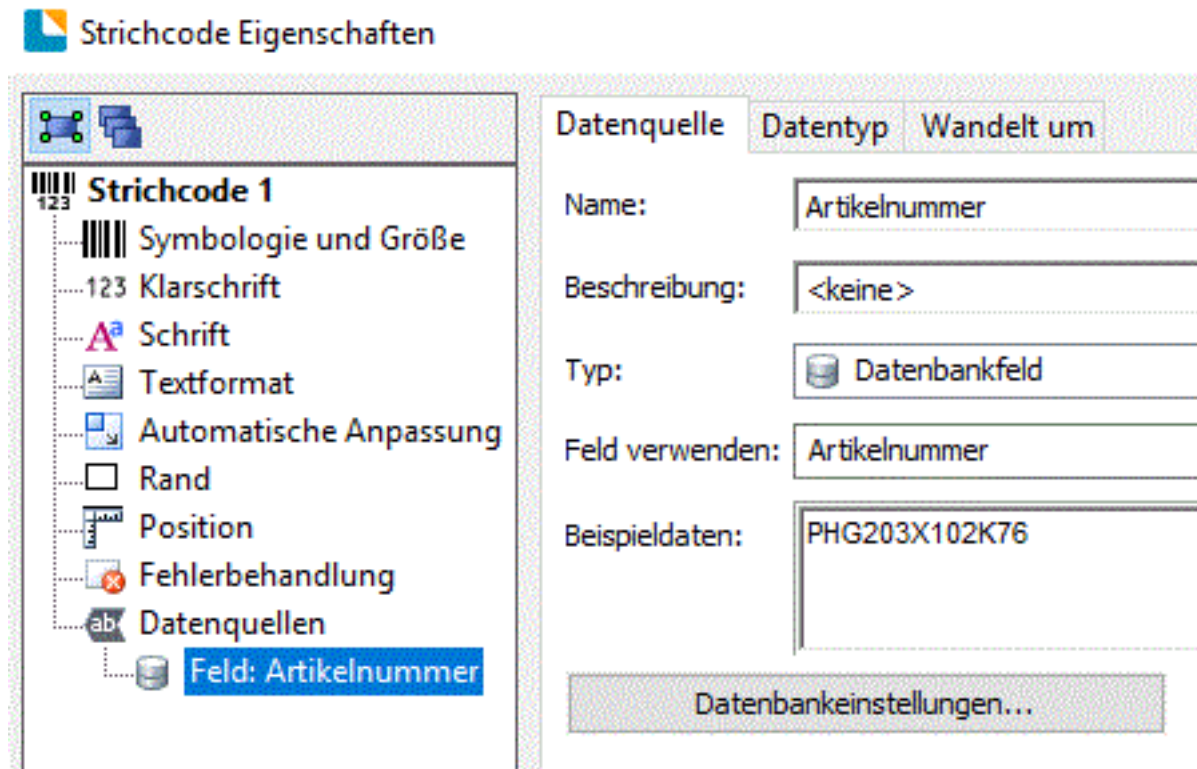 Strichcode Eigenschaften
Strichcode 1
Symbologie und Größe
123 Klarschrift
Schrift
Textformat
Automatische Anpassung
Rand
Position
Fehlerbehandlung
Datenquellen
Feld: Artikelnummer
Datenquelle Datentyp Wandelt um
Name: Artikelnummer
Beschreibung: <keine>
Typ: Datenbankfeld
Feld verwenden: Artikelnummer
Beispieldaten: PHG203X102K76
Datenbankeinstellungen...